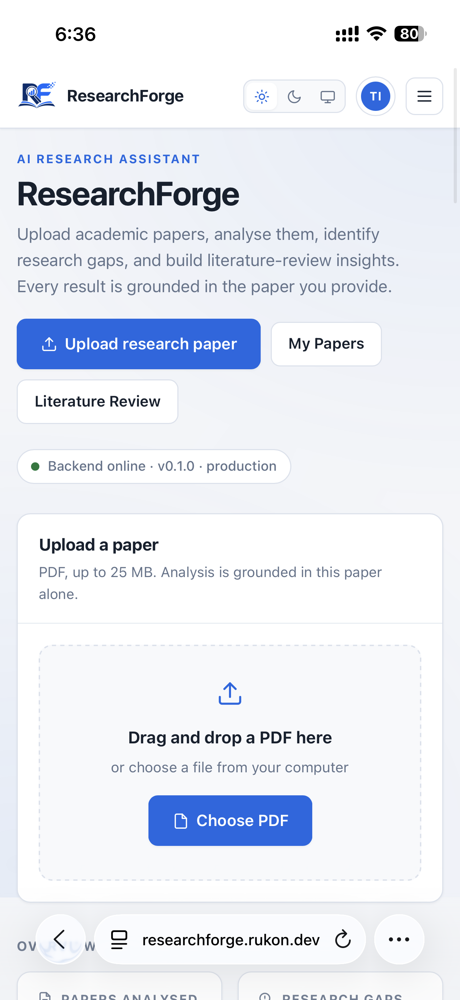 6:36
80
RF
ResearchForge
TI
AI RESEARCH ASSISTANT
ResearchForge
Upload academic papers, analyse them, identify
research gaps, and build literature-review insights.
Every result is grounded in the paper you provide.
Upload research paper
My Papers
Literature Review
Backend online · v0.1.0 · production
Upload a paper
PDF, up to 25 MB. Analysis is grounded in this paper
alone.
Drag and drop a PDF here
or choose a file from your computer
Choose PDF
researchforge.rukon.dev
PAPERS ANALYSED
RESEARCH GAPS